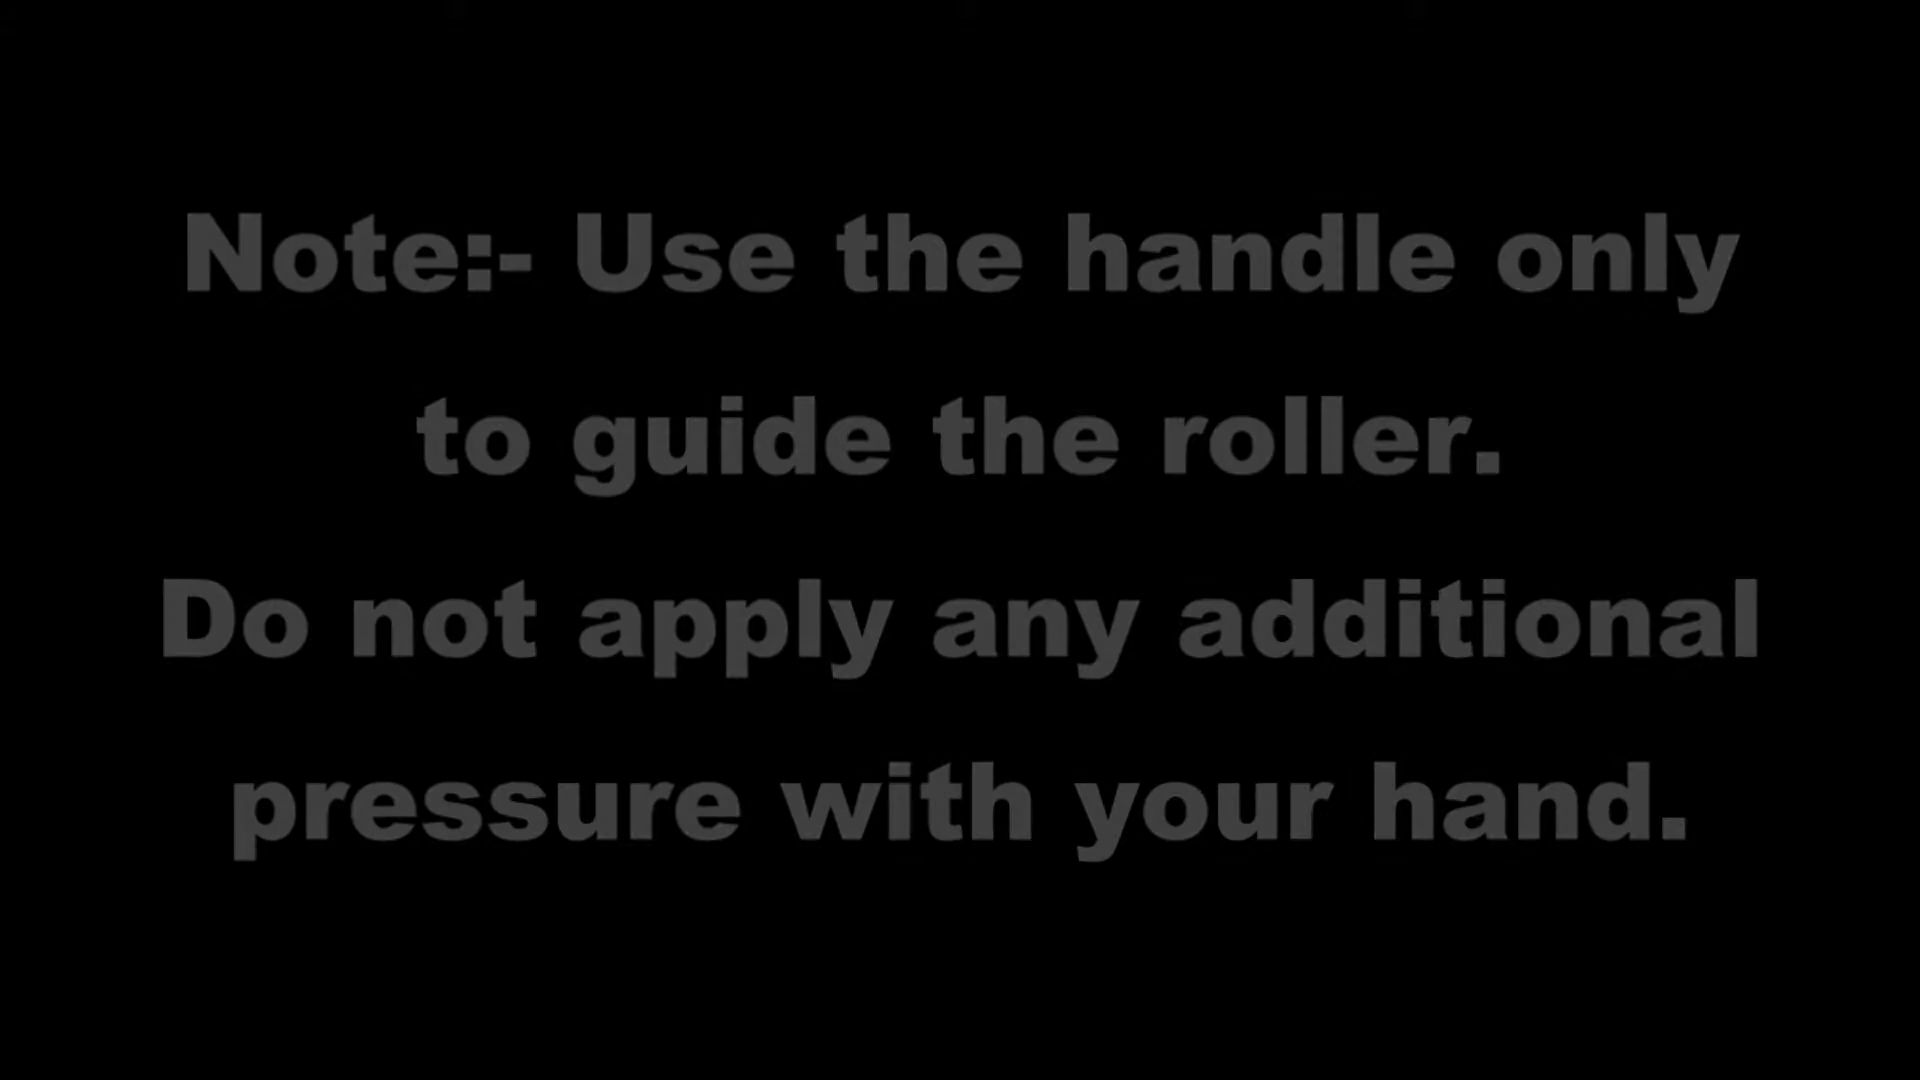 Note:- Use the handle only
to guide the roller.
Do not apply any additional
pressure with your hand.